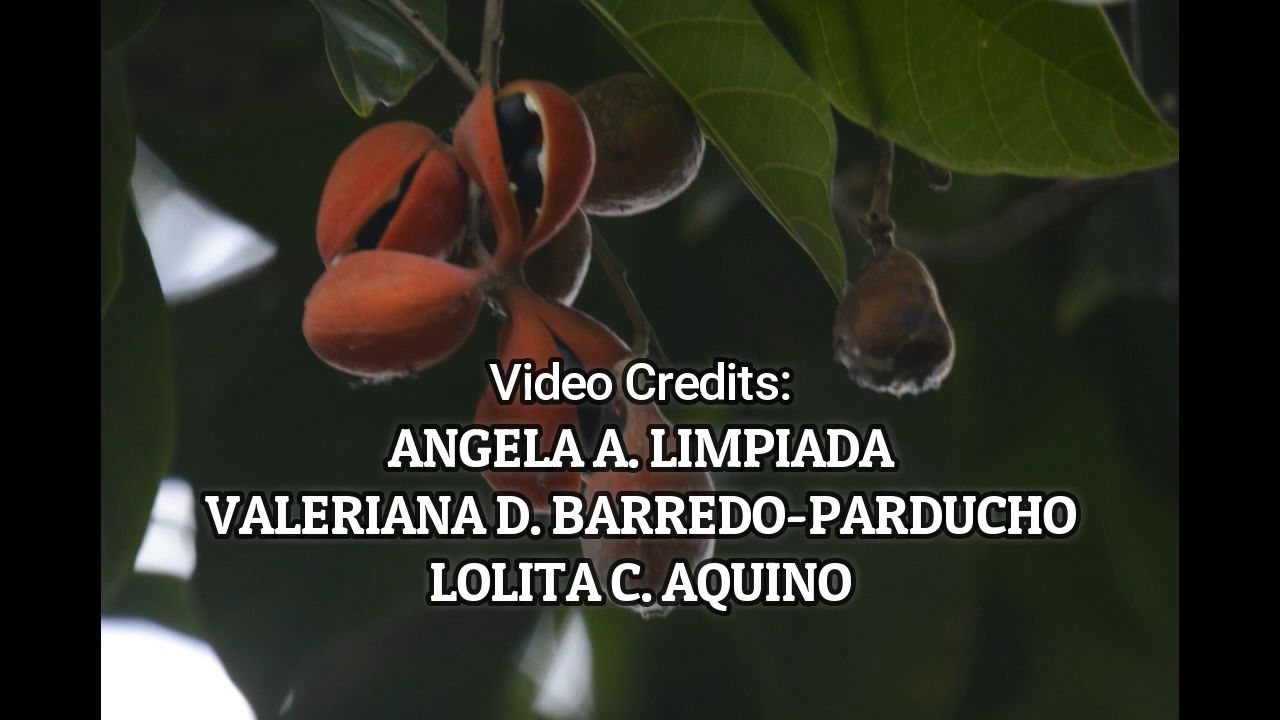 Video Credits:
ANGELA A. LIMPIADA
VALERIANA D. BARREDO-PARDUCHO
LOLITA C. AQUINO